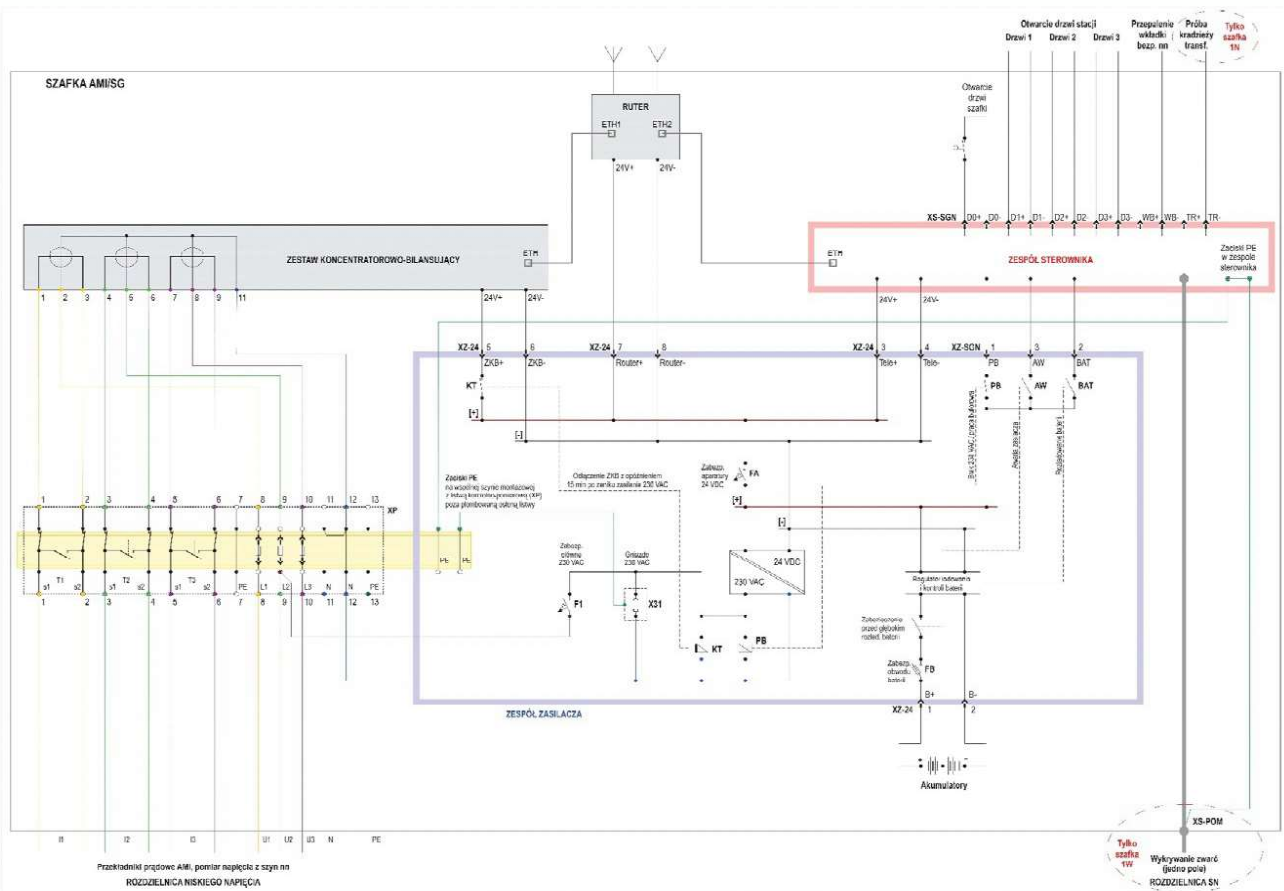 Otwarcie drzwi stacji
Drzwi 1 Drzwi 2 Drzwi 3
Przepalenie
wkładki
bezp. nn
Próba
kradzieży
transf.
Tylko
szafka
1N
SZAFKA AMI/SG
RUTER
ETH1 ETH2
24V+ 24V-
Otwarcie
drzwi
szafki
XS-SGN D0+ D0- D1+ D1- D2+ D2- D3+ D3- WB+ WB- TR+ TR-
ZESTAW KONCENTRATOROWO-BILANSUJĄCY
ETH
ETH
ZESPÓŁ STEROWNIKA
Zaciski PE
w zespole
sterownika
1 2 3 4 5 6 7 8 9 11
24V+ 24V-
24V+ 24V-
XZ-24 5 6 XZ-24 7 8 XZ-24 3 4 XZ-SGN 1 3 2
ZKB+ ZKB- Router+ Router- Tele+ Tele- PB AW BAT
KT
PB AW BAT
[+]
[-]
Zaciski PE
na wspólnej szynie montażowej
z listwą kontrolno-pomiarową (XP)
poza plombowaną osłoną listwy
Odłączenie ZKB z opóźnieniem
15 min po zaniku zasilania 230 VAC
Zabezp.
aparatury
24 VDC
FA
[+]
[-]
1 2 3 4 5 6 7 8 9 10 11 12 13
XP
T1 T2 T3
s1 s2 s1 s2 s1 s2 PE L1 L2 L3 N N PE
PE PE
1 2 3 4 5 6 7 8 9 10 11 12 13
Zabezp.
główne
230 VAC
F1
Gniazdo
230 VAC
X31
24 VDC
230 VAC
KT
PB
Regulator ładowania
i kontroli baterii
Zabezpieczenie
przed głębokim
rozład. baterii
Zabezp.
obwodu
baterii
FB
B+ B-
XZ-24 1 2
ZESPÓŁ ZASILACZA
Akumulatory
I1 I2 I3 U1 U2 U3 N PE
Przekładniki prądowe AMI, pomiar napięcia z szyn nn
ROZDZIELNICA NISKIEGO NAPIĘCIA
XS-POM
Tylko
szafka
1W
Wykrywanie zwarć
(jedno pole)
ROZDZIELNICA SN